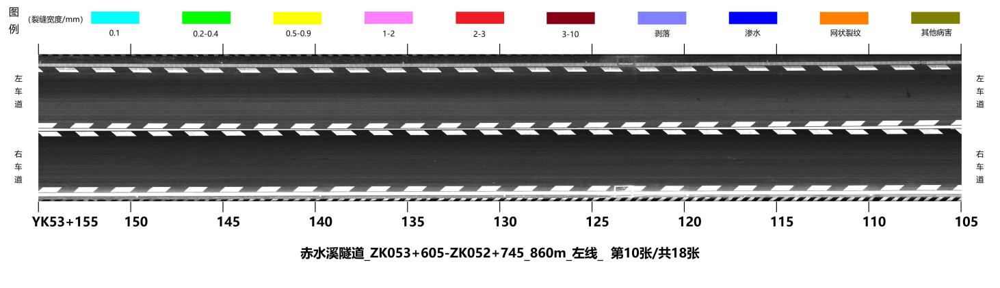 图例
(裂缝宽度/mm)
0.1
0.2-0.4
0.5-0.9
1-2
2-3
3-10
剥落
渗水
网状裂纹
其他病害
左车道
左车道
右车道
右车道
YK53+155 150 145 140 135 130 125 120 115 110 105
赤水溪隧道_ZK053+605-ZK052+745_860m_左线_ 第10张/共18张